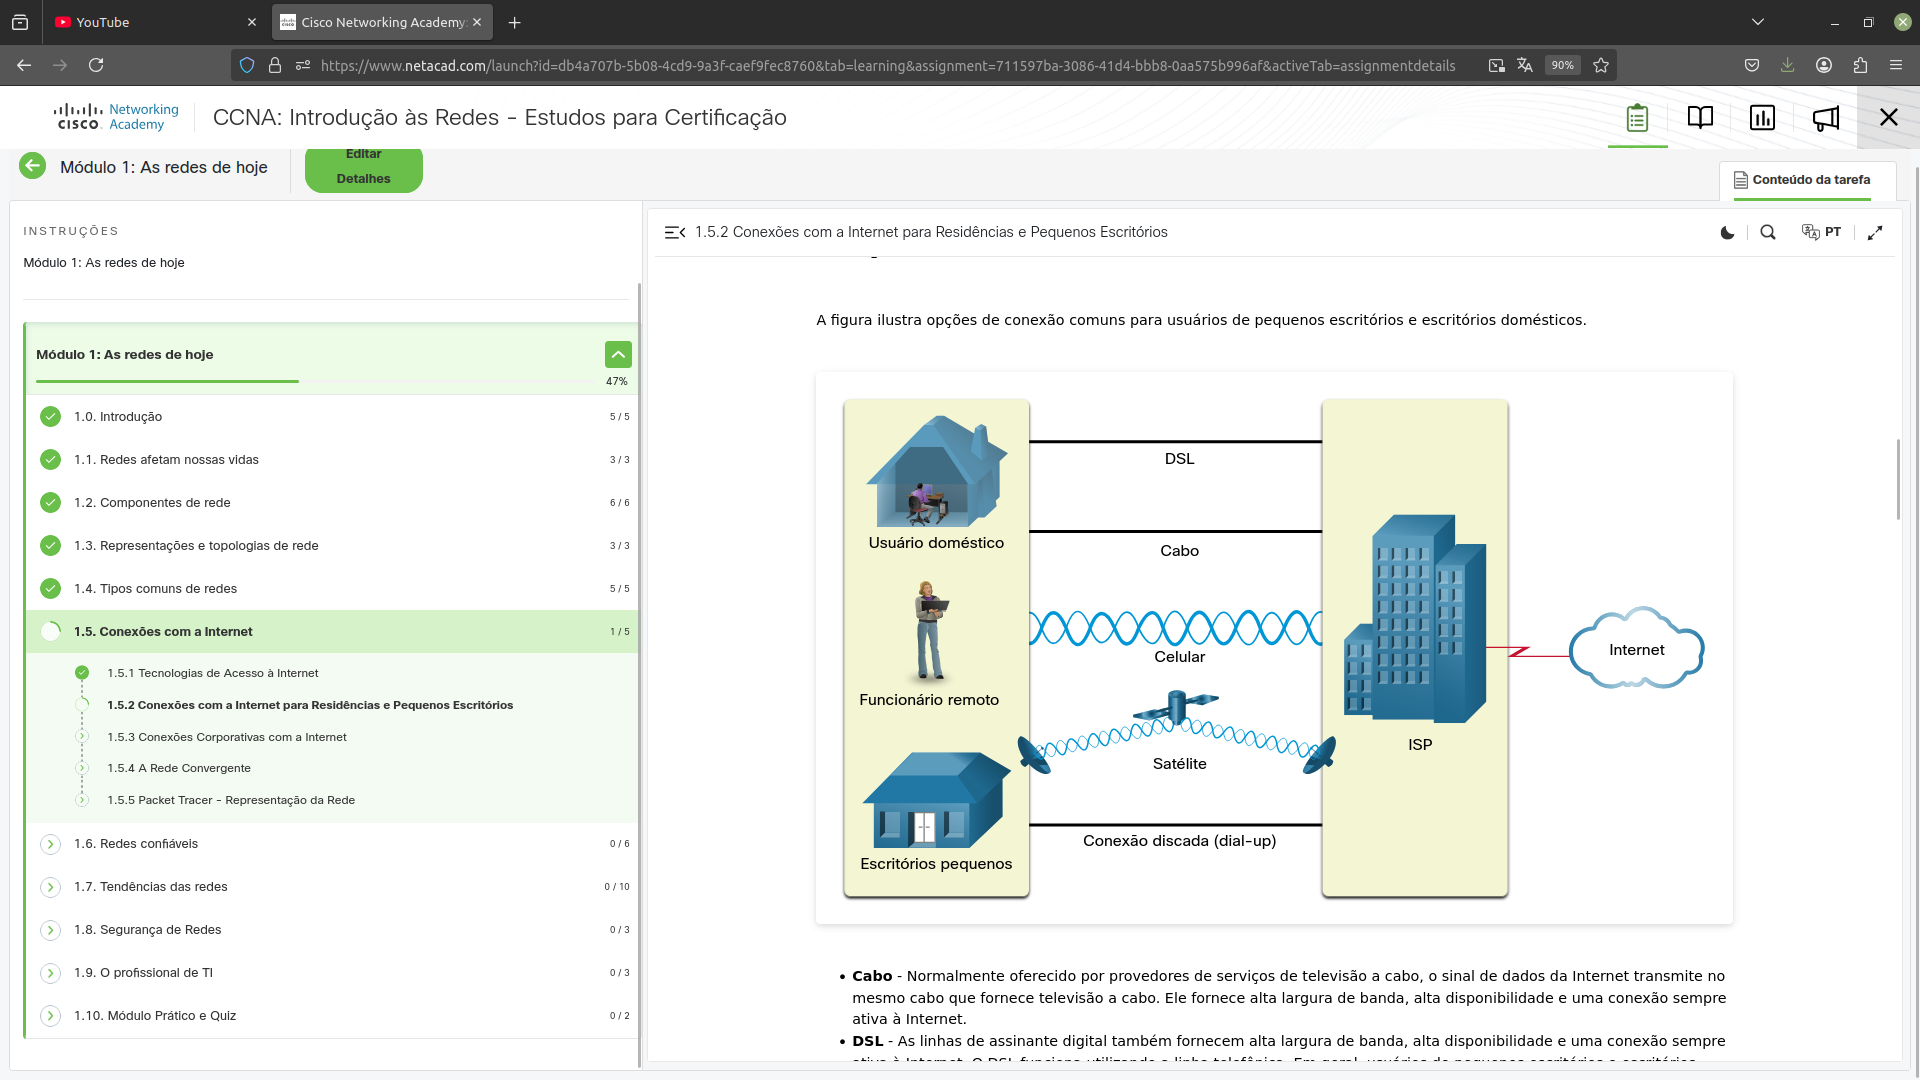 YouTube
Cisco Networking Academy:
https://www.netacad.com/launch?id=db4a707b-5b08-4cd9-9a3f-caef9fec8760&tab=learning&assignment=711597ba-3086-41d4-bbb8-0aa575b996af&activeTab=assignmentdetails
90%
CISCO Networking Academy
CCNA: Introdução às Redes - Estudos para Certificação
Módulo 1: As redes de hoje
Editar
Detalhes
Conteúdo da tarefa
INSTRUÇÕES
Módulo 1: As redes de hoje
Módulo 1: As redes de hoje
47%
1.0. Introdução 5 / 5
1.1. Redes afetam nossas vidas 3 / 3
1.2. Componentes de rede 6 / 6
1.3. Representações e topologias de rede 3 / 3
1.4. Tipos comuns de redes 5 / 5
1.5. Conexões com a Internet 1 / 5
1.5.1 Tecnologias de Acesso à Internet
1.5.2 Conexões com a Internet para Residências e Pequenos Escritórios
1.5.3 Conexões Corporativas com a Internet
1.5.4 A Rede Convergente
1.5.5 Packet Tracer - Representação da Rede
1.6. Redes confiáveis 0 / 6
1.7. Tendências das redes 0 / 10
1.8. Segurança de Redes 0 / 3
1.9. O profissional de TI 0 / 3
1.10. Módulo Prático e Quiz 0 / 2
1.5.2 Conexões com a Internet para Residências e Pequenos Escritórios
PT
A figura ilustra opções de conexão comuns para usuários de pequenos escritórios e escritórios domésticos.
DSL
Usuário doméstico
Cabo
Celular
Internet
Funcionário remoto
ISP
Satélite
Conexão discada (dial-up)
Escritórios pequenos
• Cabo - Normalmente oferecido por provedores de serviços de televisão a cabo, o sinal de dados da Internet transmite no
mesmo cabo que fornece televisão a cabo. Ele fornece alta largura de banda, alta disponibilidade e uma conexão sempre
ativa à Internet.
• DSL - As linhas de assinante digital também fornecem alta largura de banda, alta disponibilidade e uma conexão sempre
ativa à Internet. O DSL funciona utilizando a linha telefônica. Em geral, usuários de pequenos escritórios e escritórios